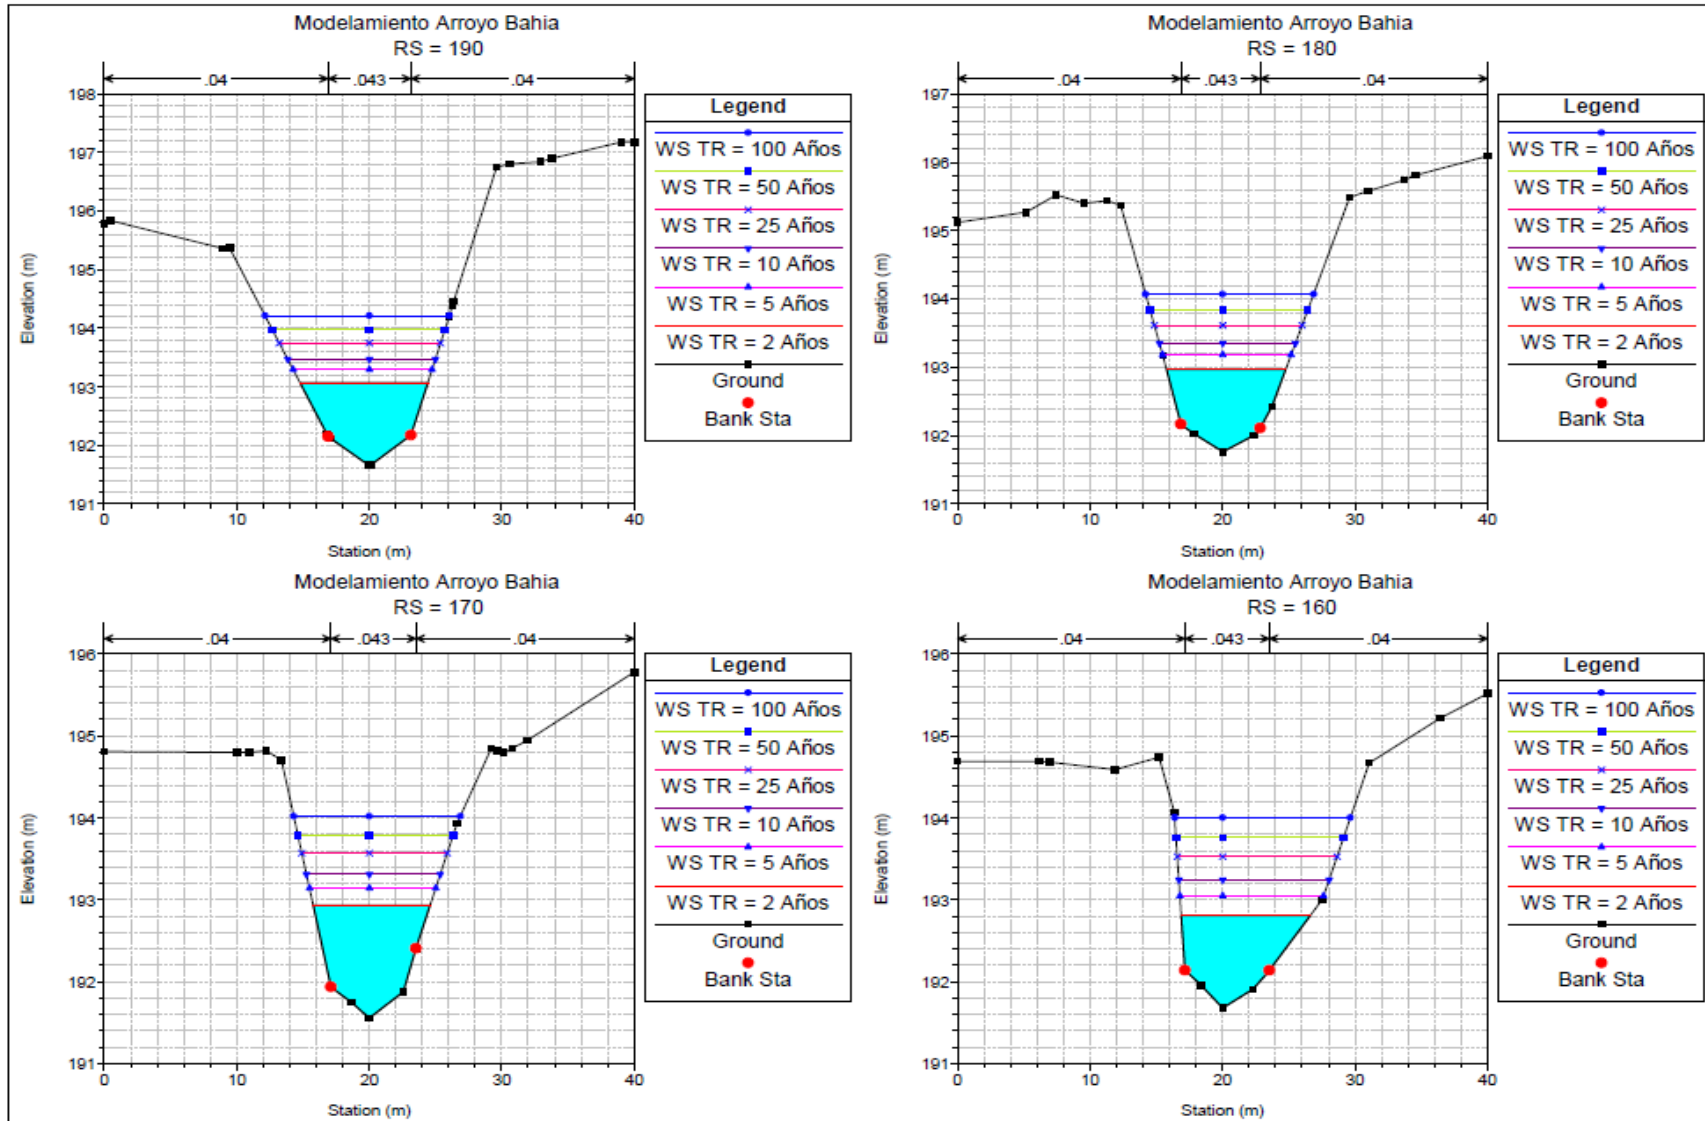 Modelamiento Arroyo Bahia
RS = 190
.04 .043 .04
198
197
196
195
194
193
192
191
Elevation (m)
0 10 20 30 40
Station (m)
Legend
WS TR = 100 Años
WS TR = 50 Años
WS TR = 25 Años
WS TR = 10 Años
WS TR = 5 Años
WS TR = 2 Años
Ground
Bank Sta
Modelamiento Arroyo Bahia
RS = 180
.04 .043 .04
197
196
195
194
193
192
191
Elevation (m)
0 10 20 30 40
Station (m)
Legend
WS TR = 100 Años
WS TR = 50 Años
WS TR = 25 Años
WS TR = 10 Años
WS TR = 5 Años
WS TR = 2 Años
Ground
Bank Sta
Modelamiento Arroyo Bahia
RS = 170
.04 .043 .04
196
195
194
193
192
191
Elevation (m)
0 10 20 30 40
Station (m)
Legend
WS TR = 100 Años
WS TR = 50 Años
WS TR = 25 Años
WS TR = 10 Años
WS TR = 5 Años
WS TR = 2 Años
Ground
Bank Sta
Modelamiento Arroyo Bahia
RS = 160
.04 .043 .04
196
195
194
193
192
191
Elevation (m)
0 10 20 30 40
Station (m)
Legend
WS TR = 100 Años
WS TR = 50 Años
WS TR = 25 Años
WS TR = 10 Años
WS TR = 5 Años
WS TR = 2 Años
Ground
Bank Sta